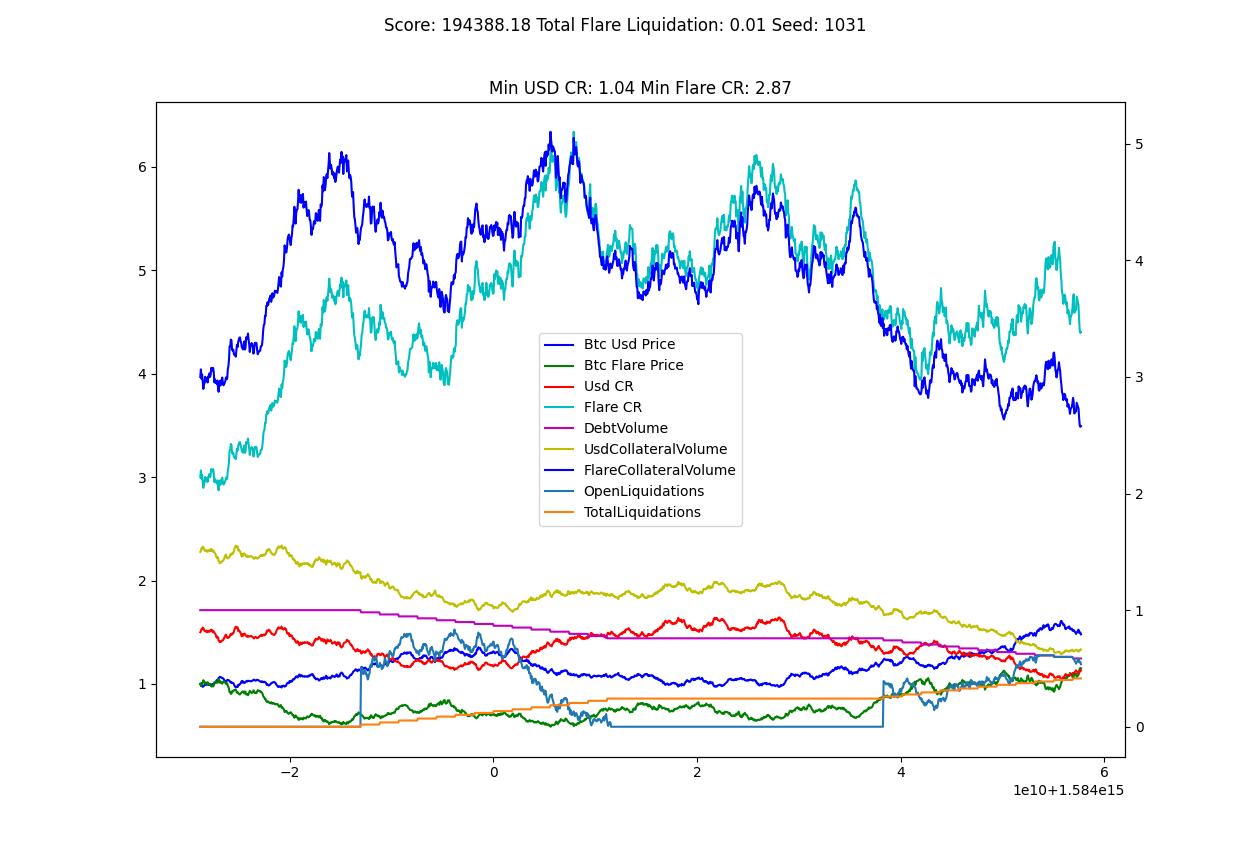 Score: 194388.18 Total Flare Liquidation: 0.01 Seed: 1031
Min USD CR: 1.04 Min Flare CR: 2.87
6
5
4
3
2
1
5
4
3
2
1
0
Btc Usd Price
Btc Flare Price
Usd CR
Flare CR
DebtVolume
UsdCollateralVolume
FlareCollateralVolume
OpenLiquidations
TotalLiquidations
−2 0 2 4 6
1e10+1.584e15